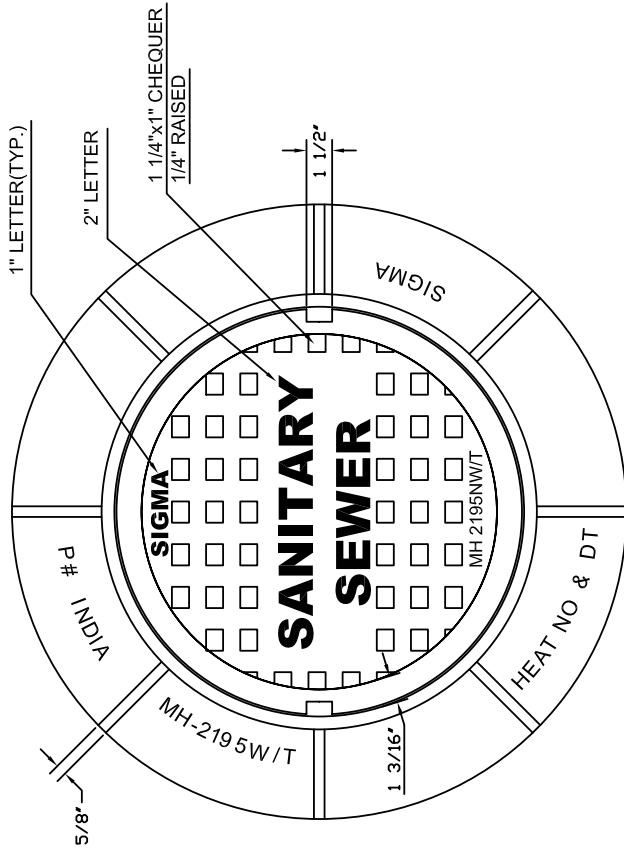 1" LETTER(TYP.)
2" LETTER
1 1/4"x1" CHEQUER
1/4" RAISED
1 1/2"
5/8"
1 3/16"
P# INDIA
MH-2195W/T
HEAT NO & DT
SIGMA
SIGMA
SANITARY
SEWER
MH 2195NW/T